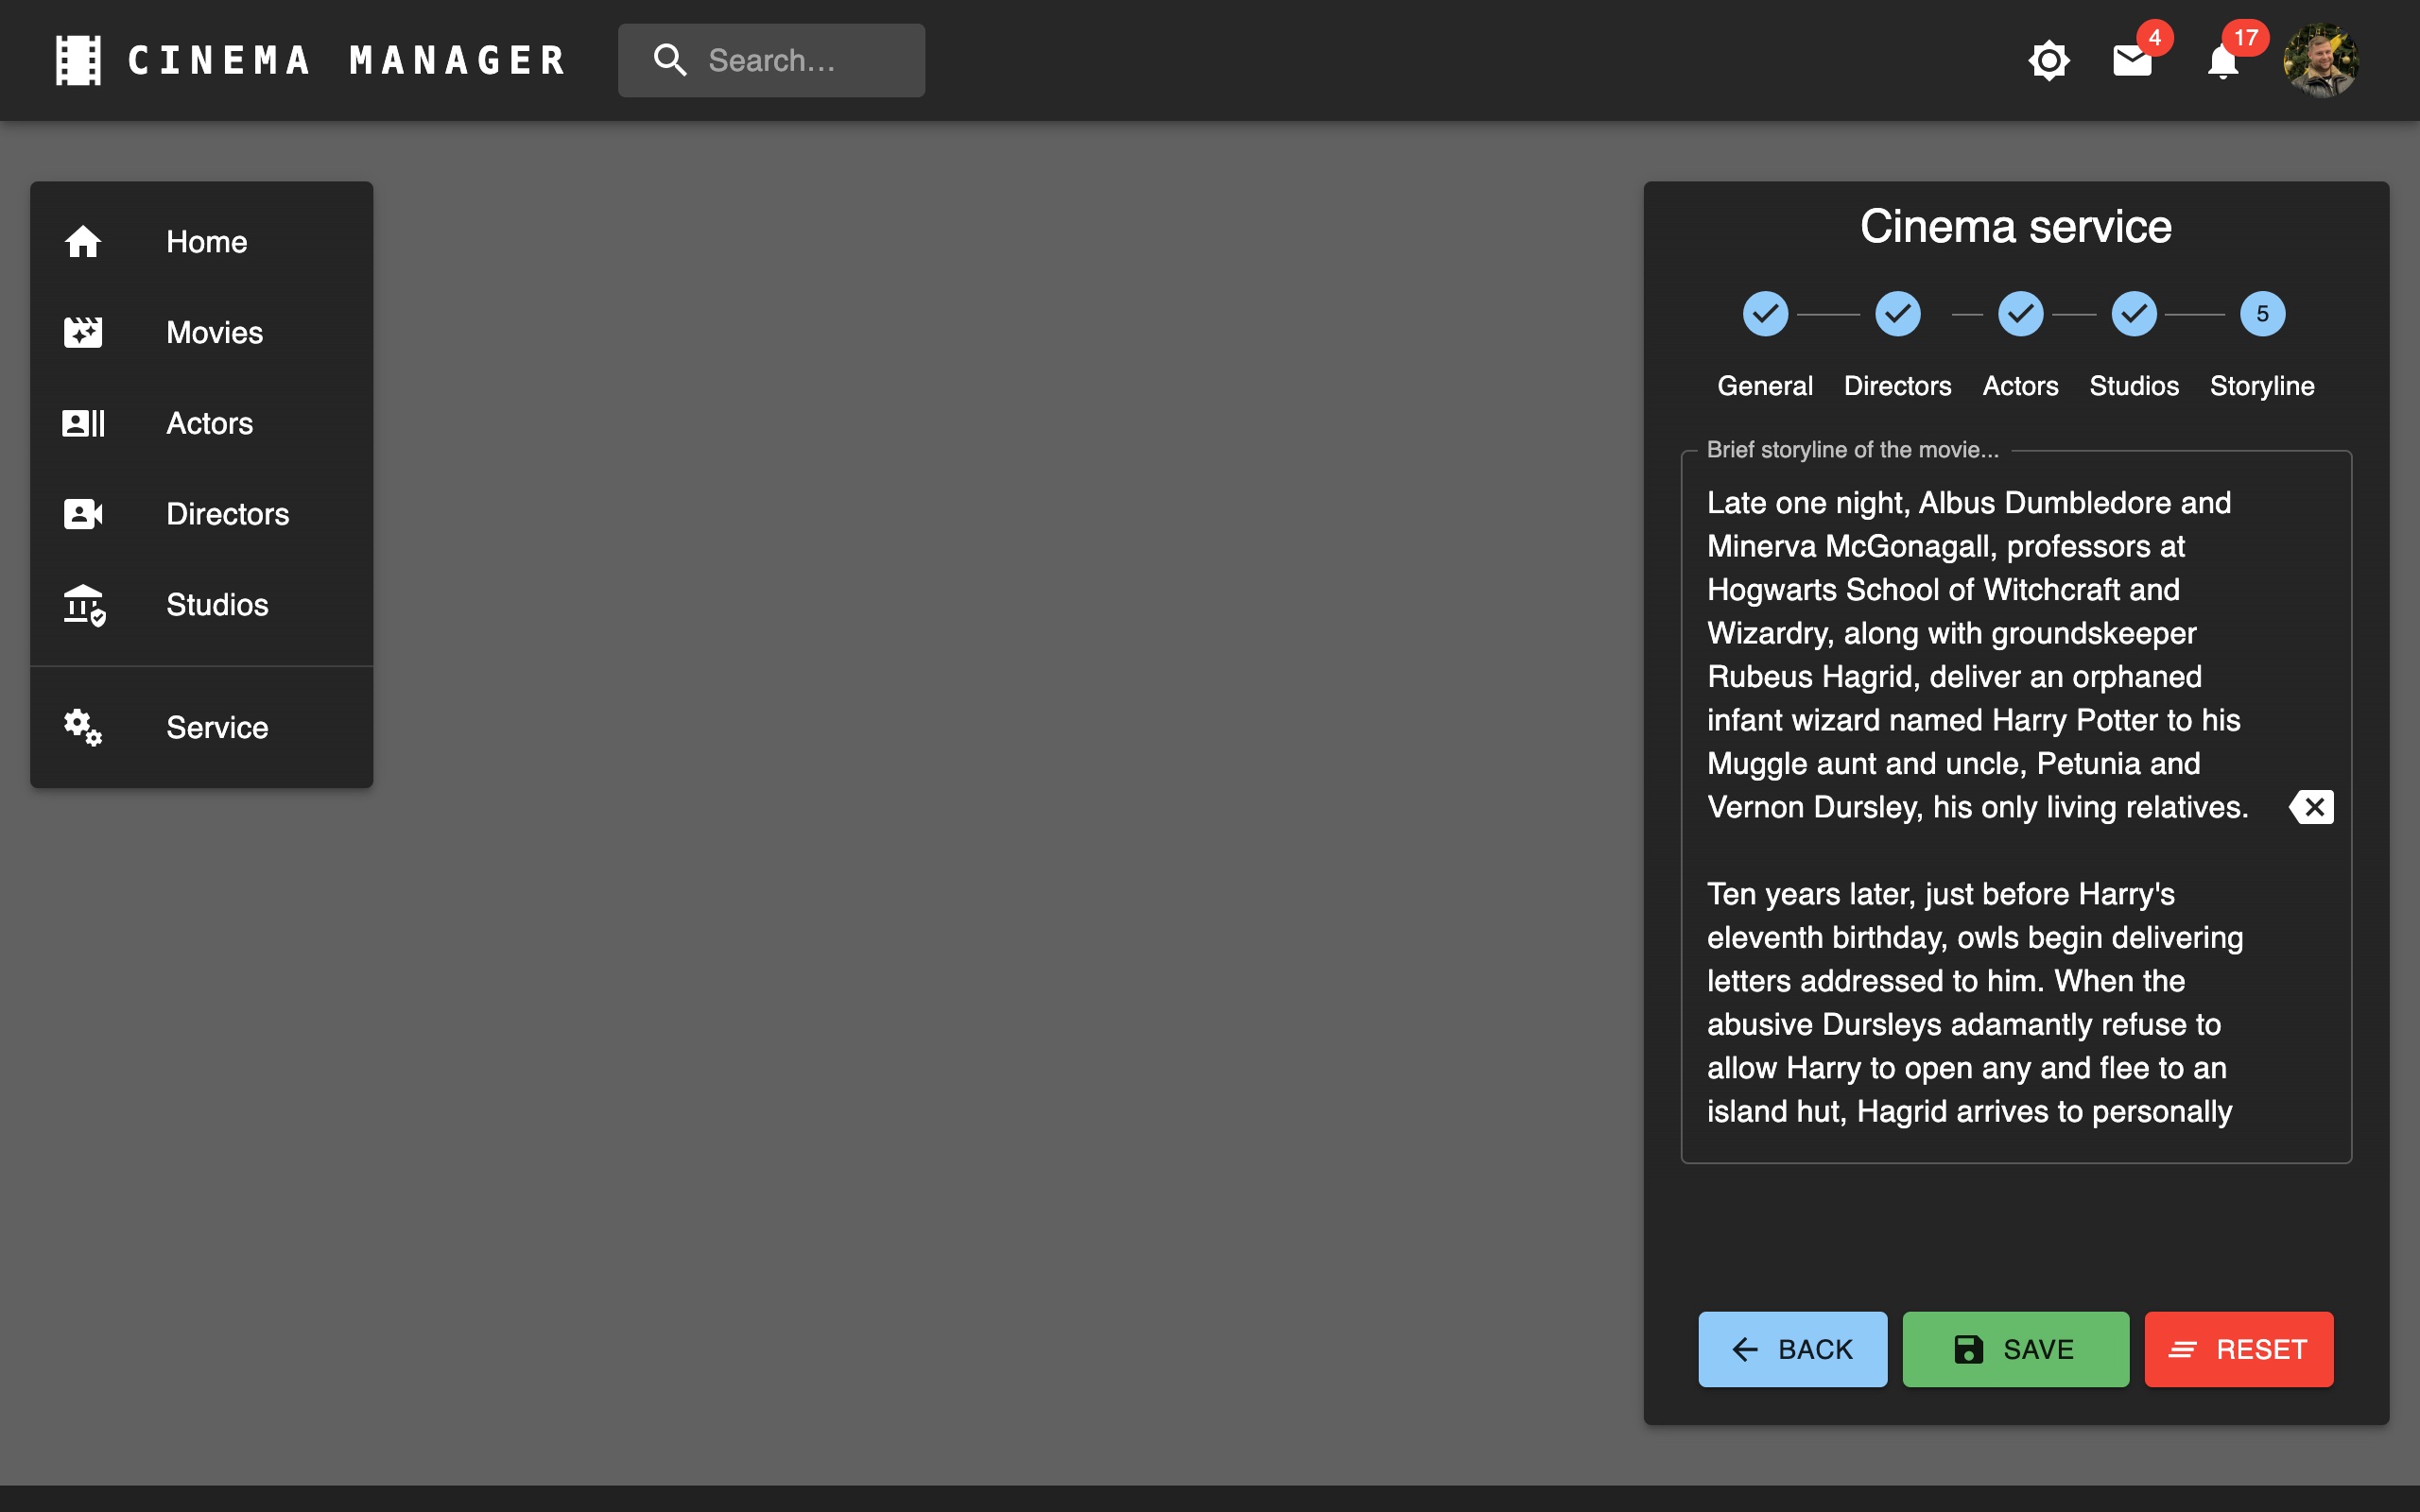 CINEMA MANAGER
Search...
4
17
Home
Movies
Actors
Directors
Studios
Service
Cinema service
5
General Directors Actors Studios Storyline
Brief storyline of the movie...
Late one night, Albus Dumbledore and
Minerva McGonagall, professors at
Hogwarts School of Witchcraft and
Wizardry, along with groundskeeper
Rubeus Hagrid, deliver an orphaned
infant wizard named Harry Potter to his
Muggle aunt and uncle, Petunia and
Vernon Dursley, his only living relatives.
Ten years later, just before Harry's
eleventh birthday, owls begin delivering
letters addressed to him. When the
abusive Dursleys adamantly refuse to
allow Harry to open any and flee to an
island hut, Hagrid arrives to personally
BACK
SAVE
RESET